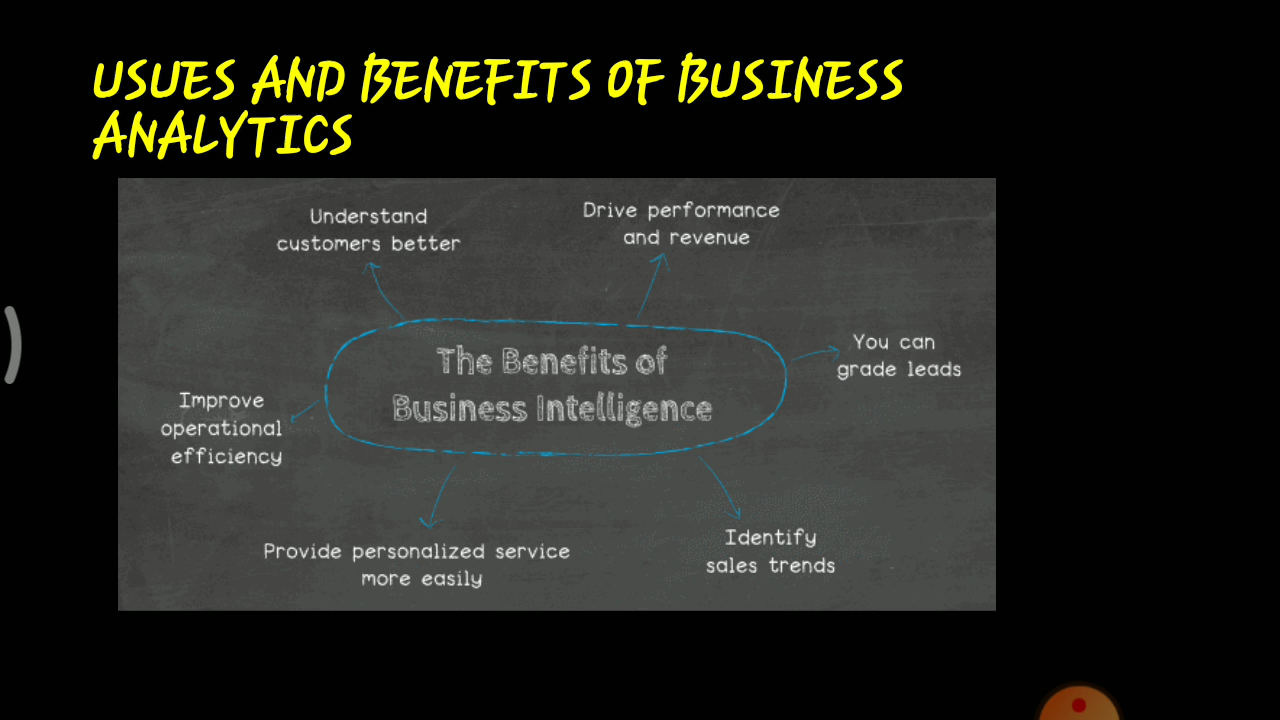 USUES AND BENEFITS OF BUSINESS
ANALYTICS
Understand
customers better
Drive performance
and revenue
You can
grade leads
The Benefits of
Business Intelligence
Improve
operational
efficiency
Provide personalized service
more easily
Identify
sales trends